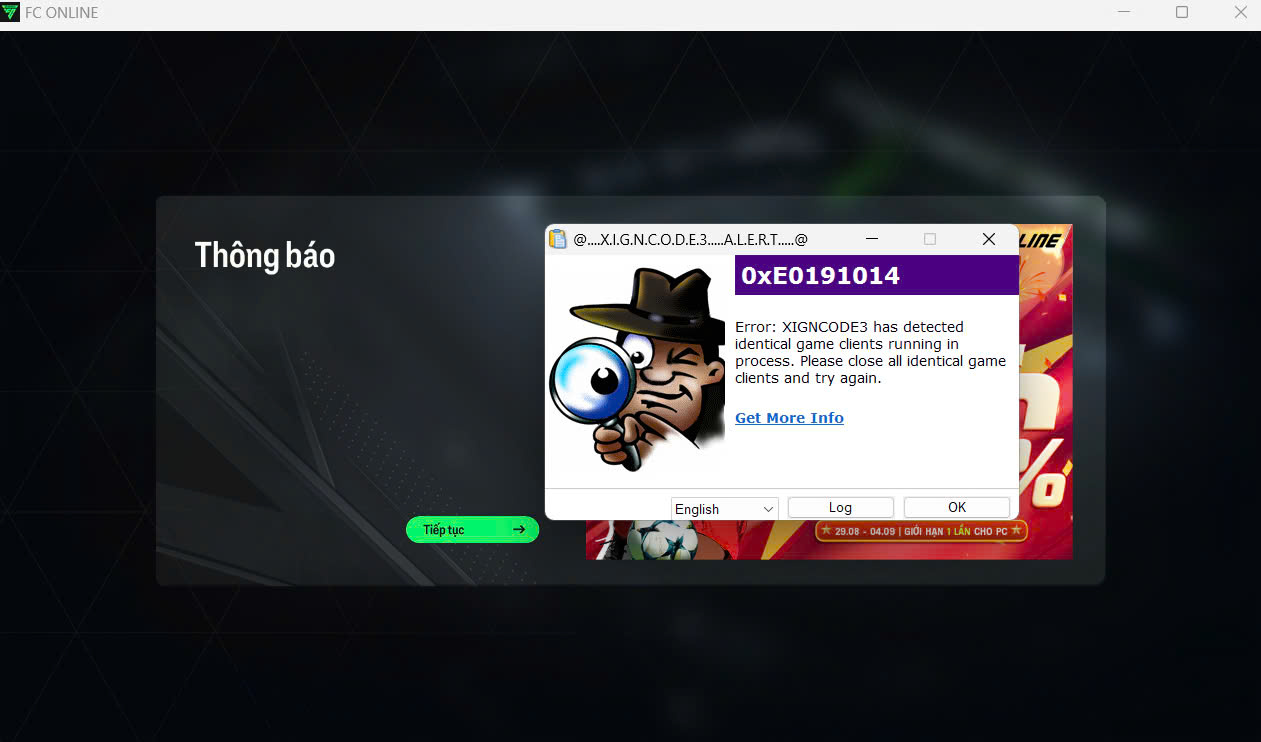 FC ONLINE
Thông báo
@....X.I.G.N.C.O.D.E.3.....A.L.E.R.T.....@
0xE0191014
Error: XIGNCODE3 has detected
identical game clients running in
process. Please close all identical game
clients and try again.
Get More Info
English
Log
OK
Tiếp tục
LINE
%
29.08 - 04.09 | GIỚI HẠN 1 LẦN CHO PC